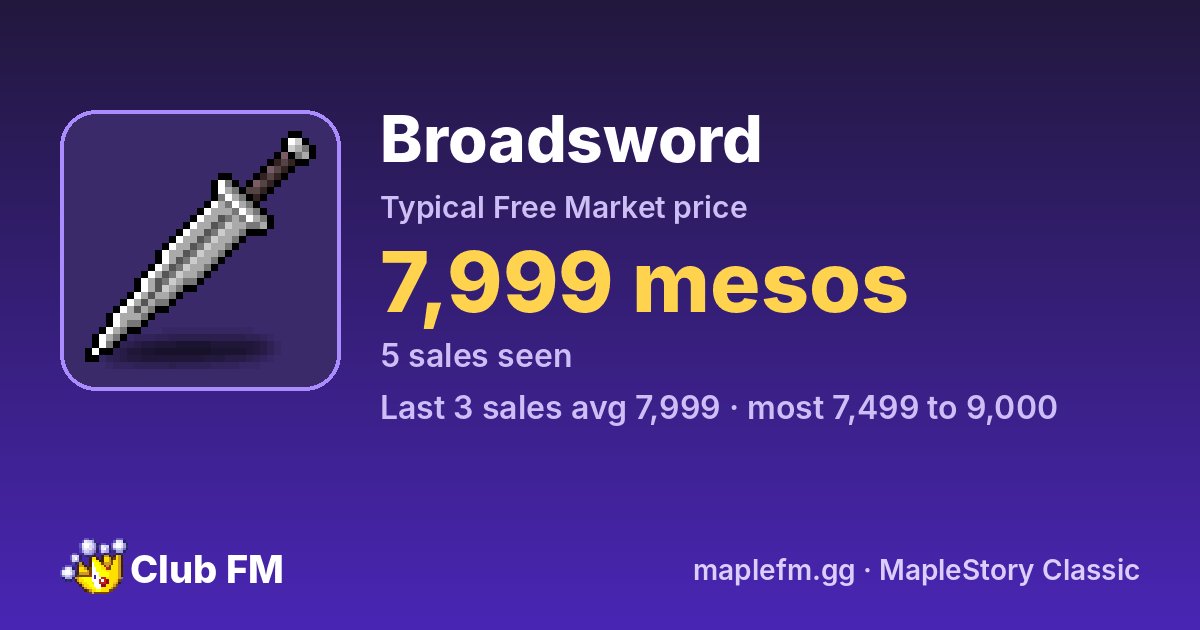 Broadsword
Typical Free Market price
7,999 mesos
5 sales seen
Last 3 sales avg 7,999 · most 7,499 to 9,000
Club FM
maplefm.gg · MapleStory Classic